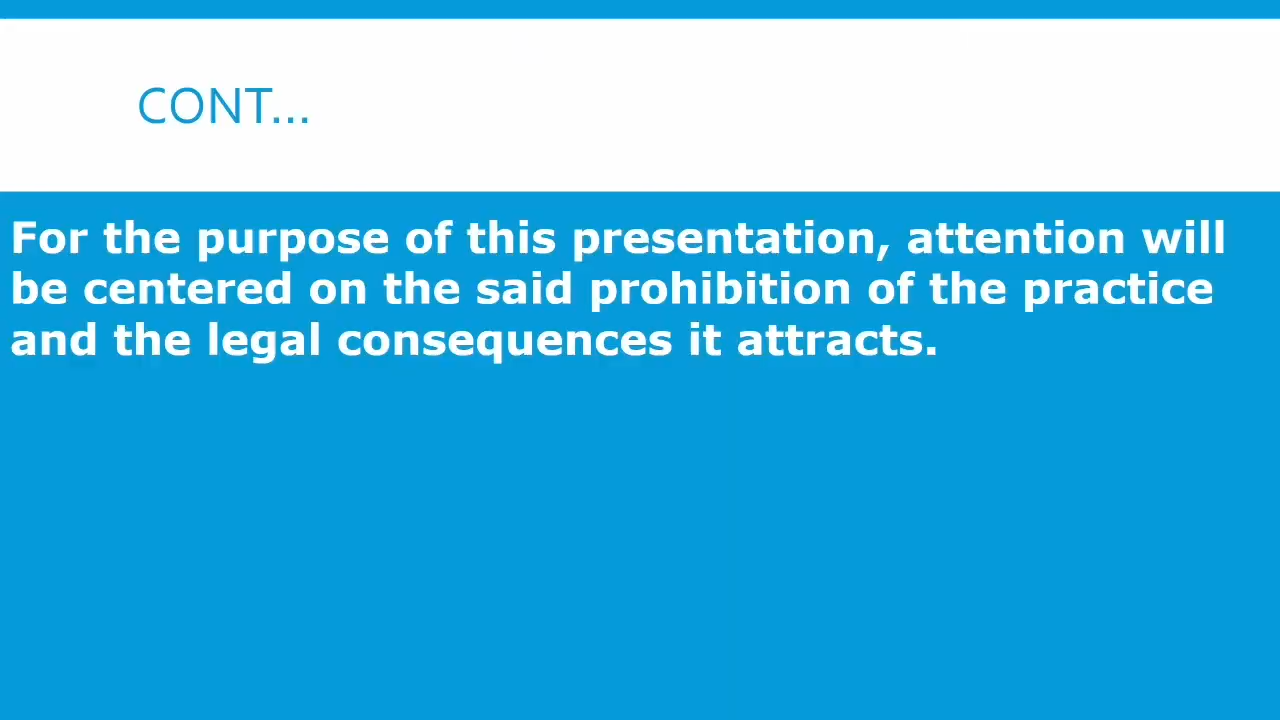 CONT...
For the purpose of this presentation, attention will
be centered on the said prohibition of the practice
and the legal consequences it attracts.